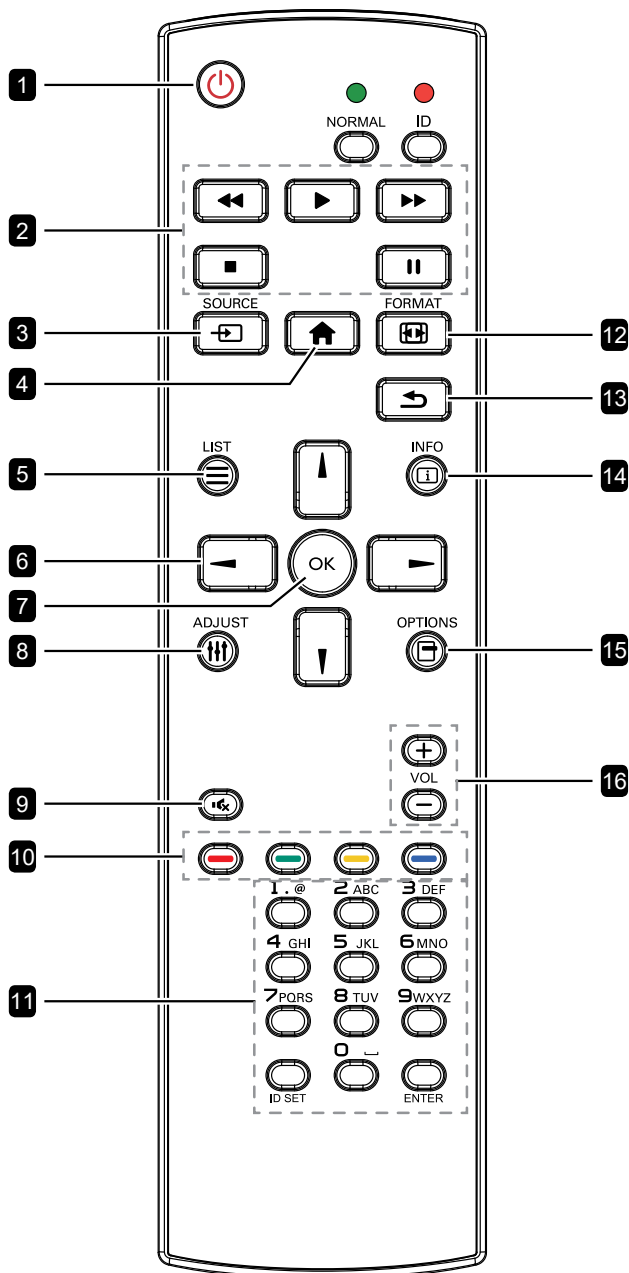 1
NORMAL ID
2
SOURCE FORMAT
3
12
4
13
LIST INFO
5
i
14
6
OK
7
ADJUST OPTIONS
8
15
VOL
16
9
10
1 . @ 2 ABC 3 DEF
4 GHI 5 JKL 6 MNO
11
7 PQRS 8 TUV 9 WXYZ
0 ⎵
ID SET ENTER